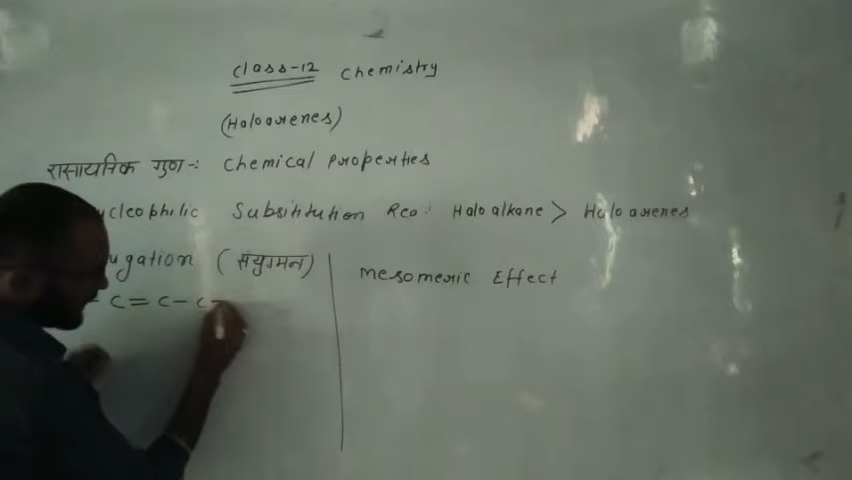 Class-12 Chemistry
(Haloarenes)
रासायनिक गुण :- Chemical Properties
ucleophilic Substitution Rea : Haloalkane > Haloarenes
ugation (संयुग्मन)
Mesomeric Effect
- C = C - C -